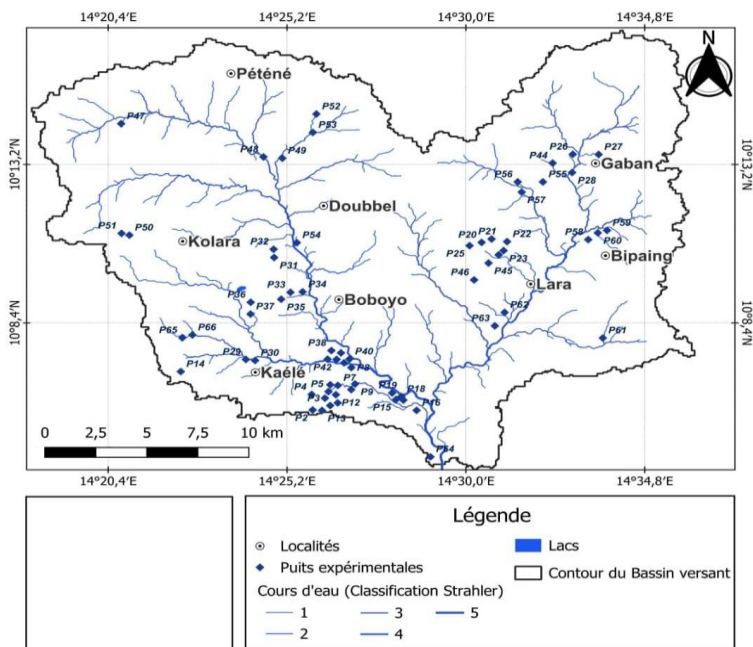 14°20,4'E 14°25,2'E 14°30,0'E 14°34,8'E
N
Péténé
P52
P47
P53
P26 P27
P48
P49
P44
Gaban
10°13,2'N
10°13,2'N
P56
P55
P28
P57
Doubbel
P51 P50
P59
P20 P21 P22
P58
Kolara
P32
P54
P60
P25
P23
Bipaing
P31
P45
P46
Lara
P33 P34
P36
Boboyo
P35
P37
P62
10°8,4'N
10°8,4'N
P63
P65 P66
P61
P38
P40
P29 P30
P42
P8
P14
Kaélé
P7
P4 P5
P19
P18
P9
P3
P12
P15
P16
P2 P13
0 2,5 5 7,5 10 km
P64
14°20,4'E 14°25,2'E 14°30,0'E 14°34,8'E
Légende
Localités
Lacs
Puits expérimentales
Contour du Bassin versant
Cours d'eau (Classification Strahler)
1 3 5
2 4